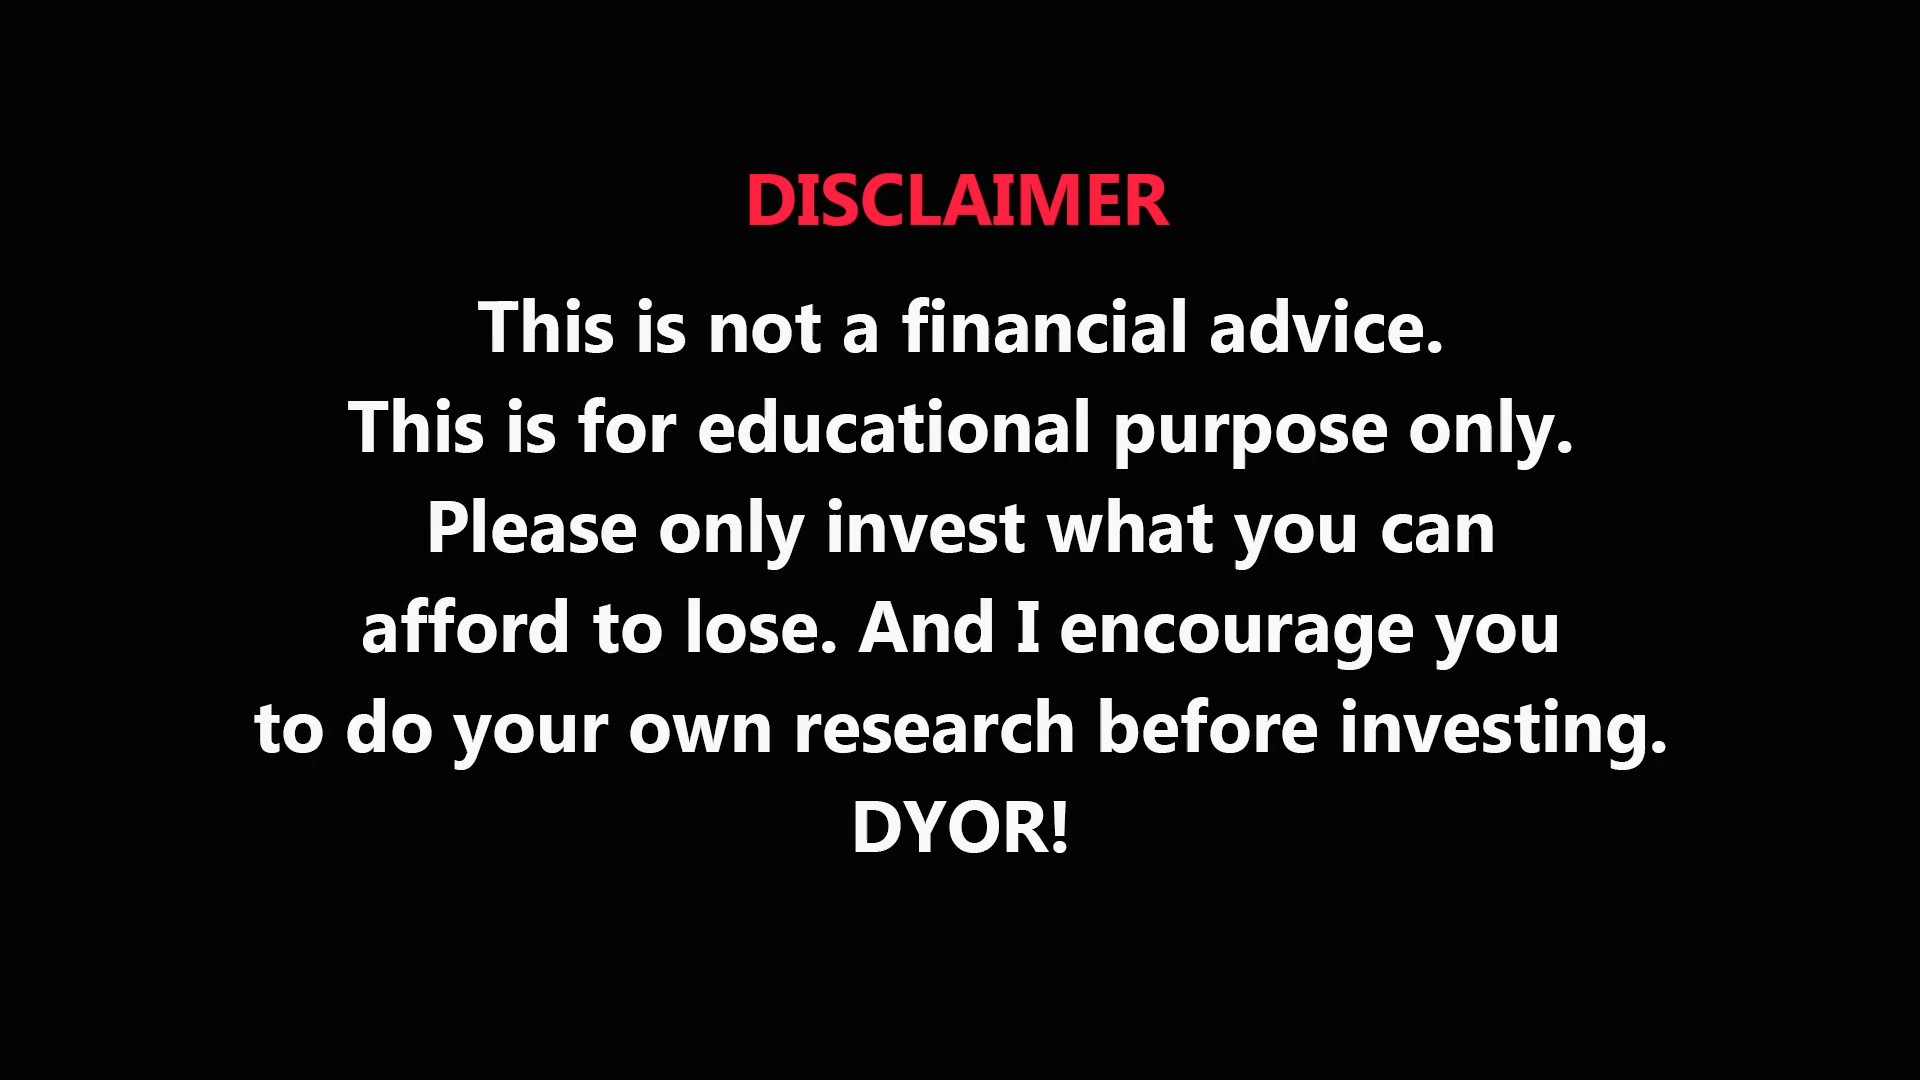 DISCLAIMER
This is not a financial advice.
This is for educational purpose only.
Please only invest what you can
afford to lose. And I encourage you
to do your own research before investing.
DYOR!